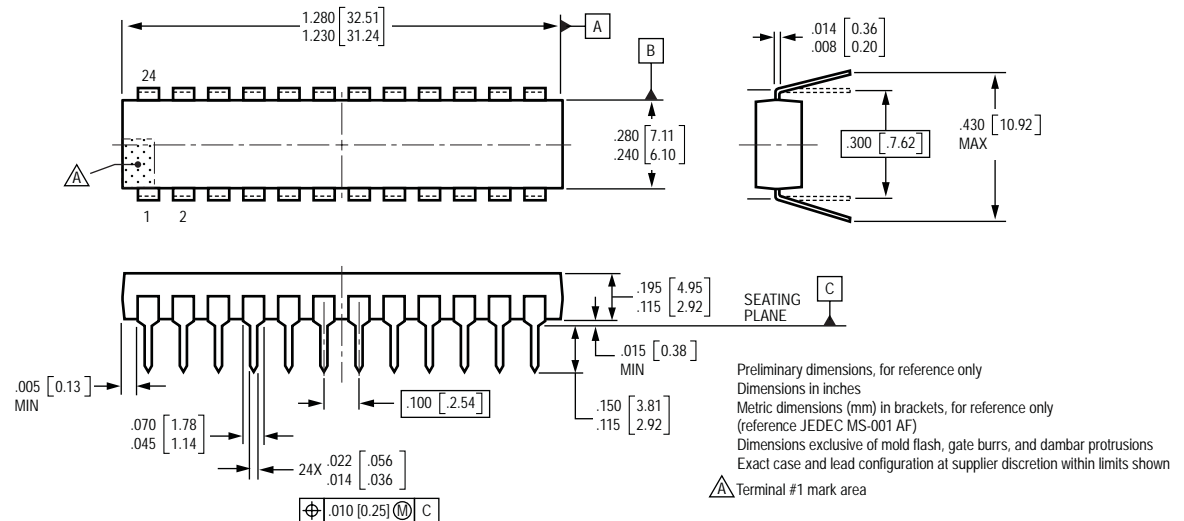 1.280 [32.51]
1.230 [31.24]
A
B
24
.280 [7.11]
.240 [6.10]
A
1 2
.014 [0.36]
.008 [0.20]
.300 [.7.62]
.430 [10.92]
MAX
.195 [4.95]
.115 [2.92]
SEATING
PLANE
C
.015 [0.38]
MIN
.005 [0.13]
MIN
.100 [.2.54]
.150 [3.81]
.115 [2.92]
.070 [1.78]
.045 [1.14]
24X .022 [.056]
.014 [.036]
⌖ .010 [0.25] Ⓜ C
Preliminary dimensions, for reference only
Dimensions in inches
Metric dimensions (mm) in brackets, for reference only
(reference JEDEC MS-001 AF)
Dimensions exclusive of mold flash, gate burrs, and dambar protrusions
Exact case and lead configuration at supplier discretion within limits shown
A Terminal #1 mark area